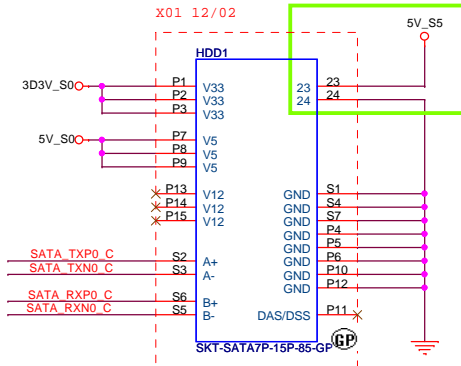 X01 12/02
5V_S5
HDD1
3D3V_S0 P1 V33 23 23
P2 V33 24 24
P3 V33
5V_S0 P7 V5
P8 V5
P9 V5
P13 V12 GND S1
P14 V12 GND S4
P15 V12 GND S7
GND P4
GND P5
SATA_TXP0_C S2 A+ GND P6
SATA_TXN0_C S3 A- GND P10
GND P12
SATA_RXP0_C S6 B+
SATA_RXN0_C S5 B- DAS/DSS P11
SKT-SATA7P-15P-85-GP GP